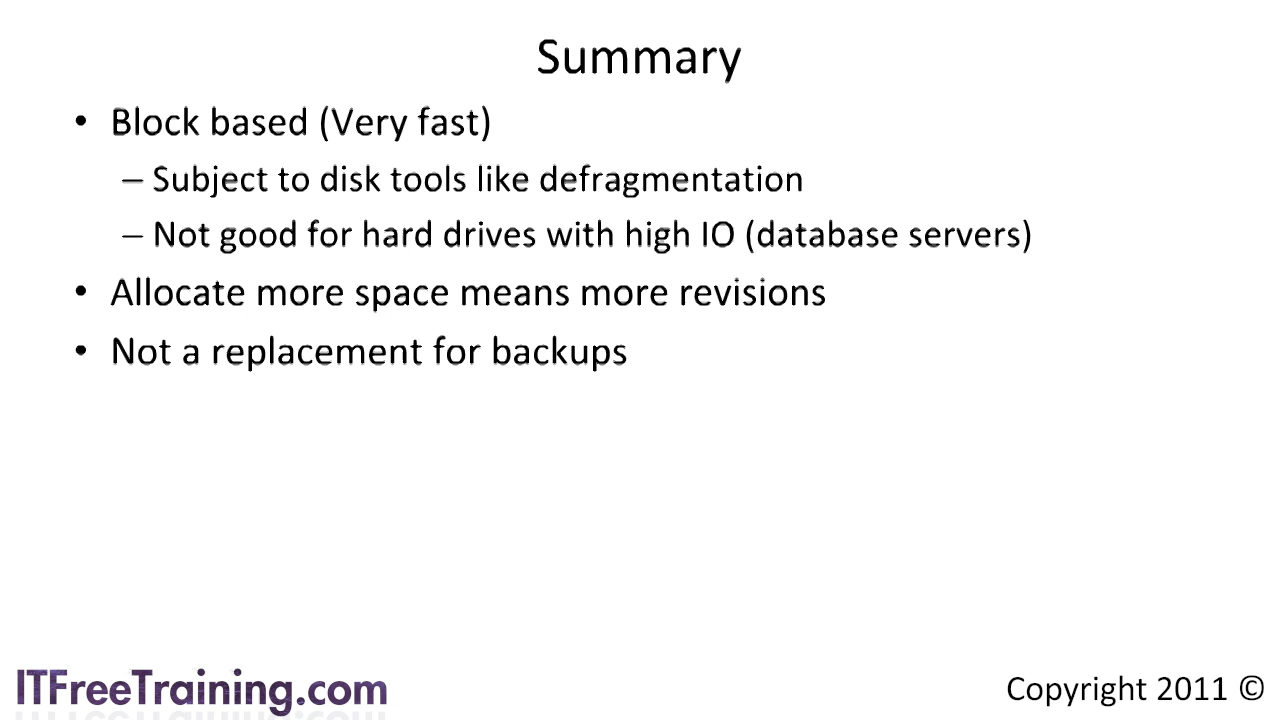 Summary
• Block based (Very fast)
– Subject to disk tools like defragmentation
– Not good for hard drives with high IO (database servers)
• Allocate more space means more revisions
• Not a replacement for backups
ITFreeTraining.com
Copyright 2011 ©